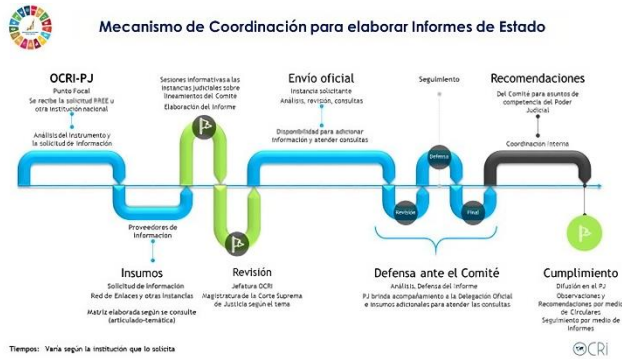 Mecanismo de Coordinación para elaborar Informes de Estado
OCRI-PJ
Punto Focal
Se recibe la solicitud RREE u
otra institución nacional
Análisis del Instrumento y
la solicitud de información
Sesiones informativas a las
instancias judiciales sobre
lineamientos del Comité
Elaboración del informe
Envío oficial
Instancia solicitante
Análisis, revisión, consultas
Disponibilidad para adicionar
información y atender consultas
Seguimiento
Recomendaciones
Del Comité para asuntos de
competencia del Poder
Judicial
Coordinación Interna
Defensa
Revisión
Final
Proveedores de
Información
Insumos
Solicitud de información
Red de Enlaces y otras instancias
Matriz elaborada según se consulte
(articulado-temática)
Revisión
Jefatura OCRI
Magistratura de la Corte Suprema
de Justicia según el tema
Defensa ante el Comité
Análisis, Defensa del Informe
PJ brinda acompañamiento a la Delegación Oficial
e insumos adicionales para atender las consultas
Cumplimiento
Difusión en el PJ
Observaciones y
Recomendaciones por medio
de Circulares
Seguimiento por medio de
Informes
Tiempos: Varía según la institución que lo solicita
OCRi